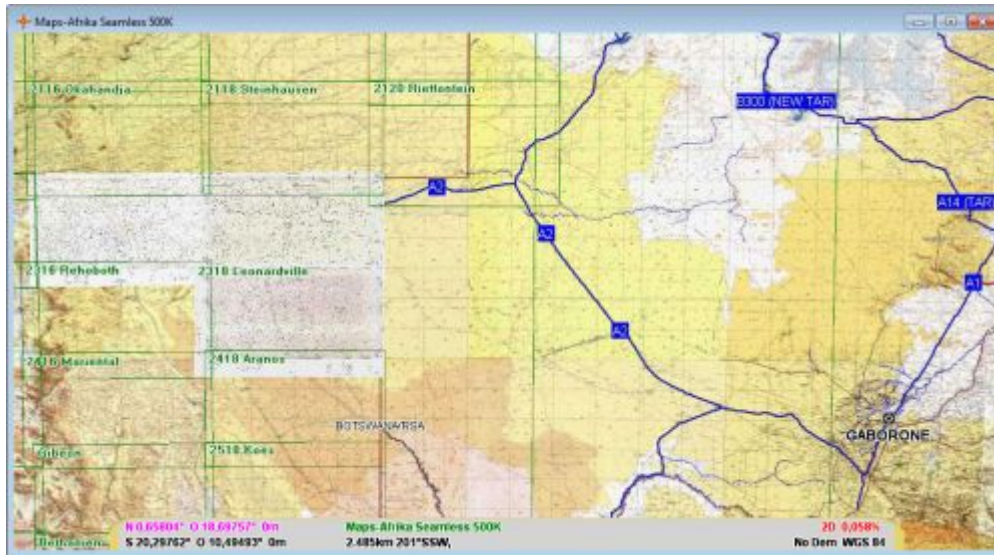 Maps-Afrika Seamless 500K
2116 Okahandja
2118 Steinhausen
2120 Rietfontein
B300 (NEW TAR)
A2
A14 (TAR)
A2
2316 Rehoboth
2318 Leonardville
A1
A2
2416 Mariental
2418 Aranos
BOTSWANA/RSA
GABORONE
Gibeon
2518 Koes
Bethanien
N 0,65804° O 18,69757° 0m
Maps-Afrika Seamless 500K
2D 0,058%
S 20,29762° O 10,49493° 0m
2.485km 201°SSW,
No Dem WGS 84